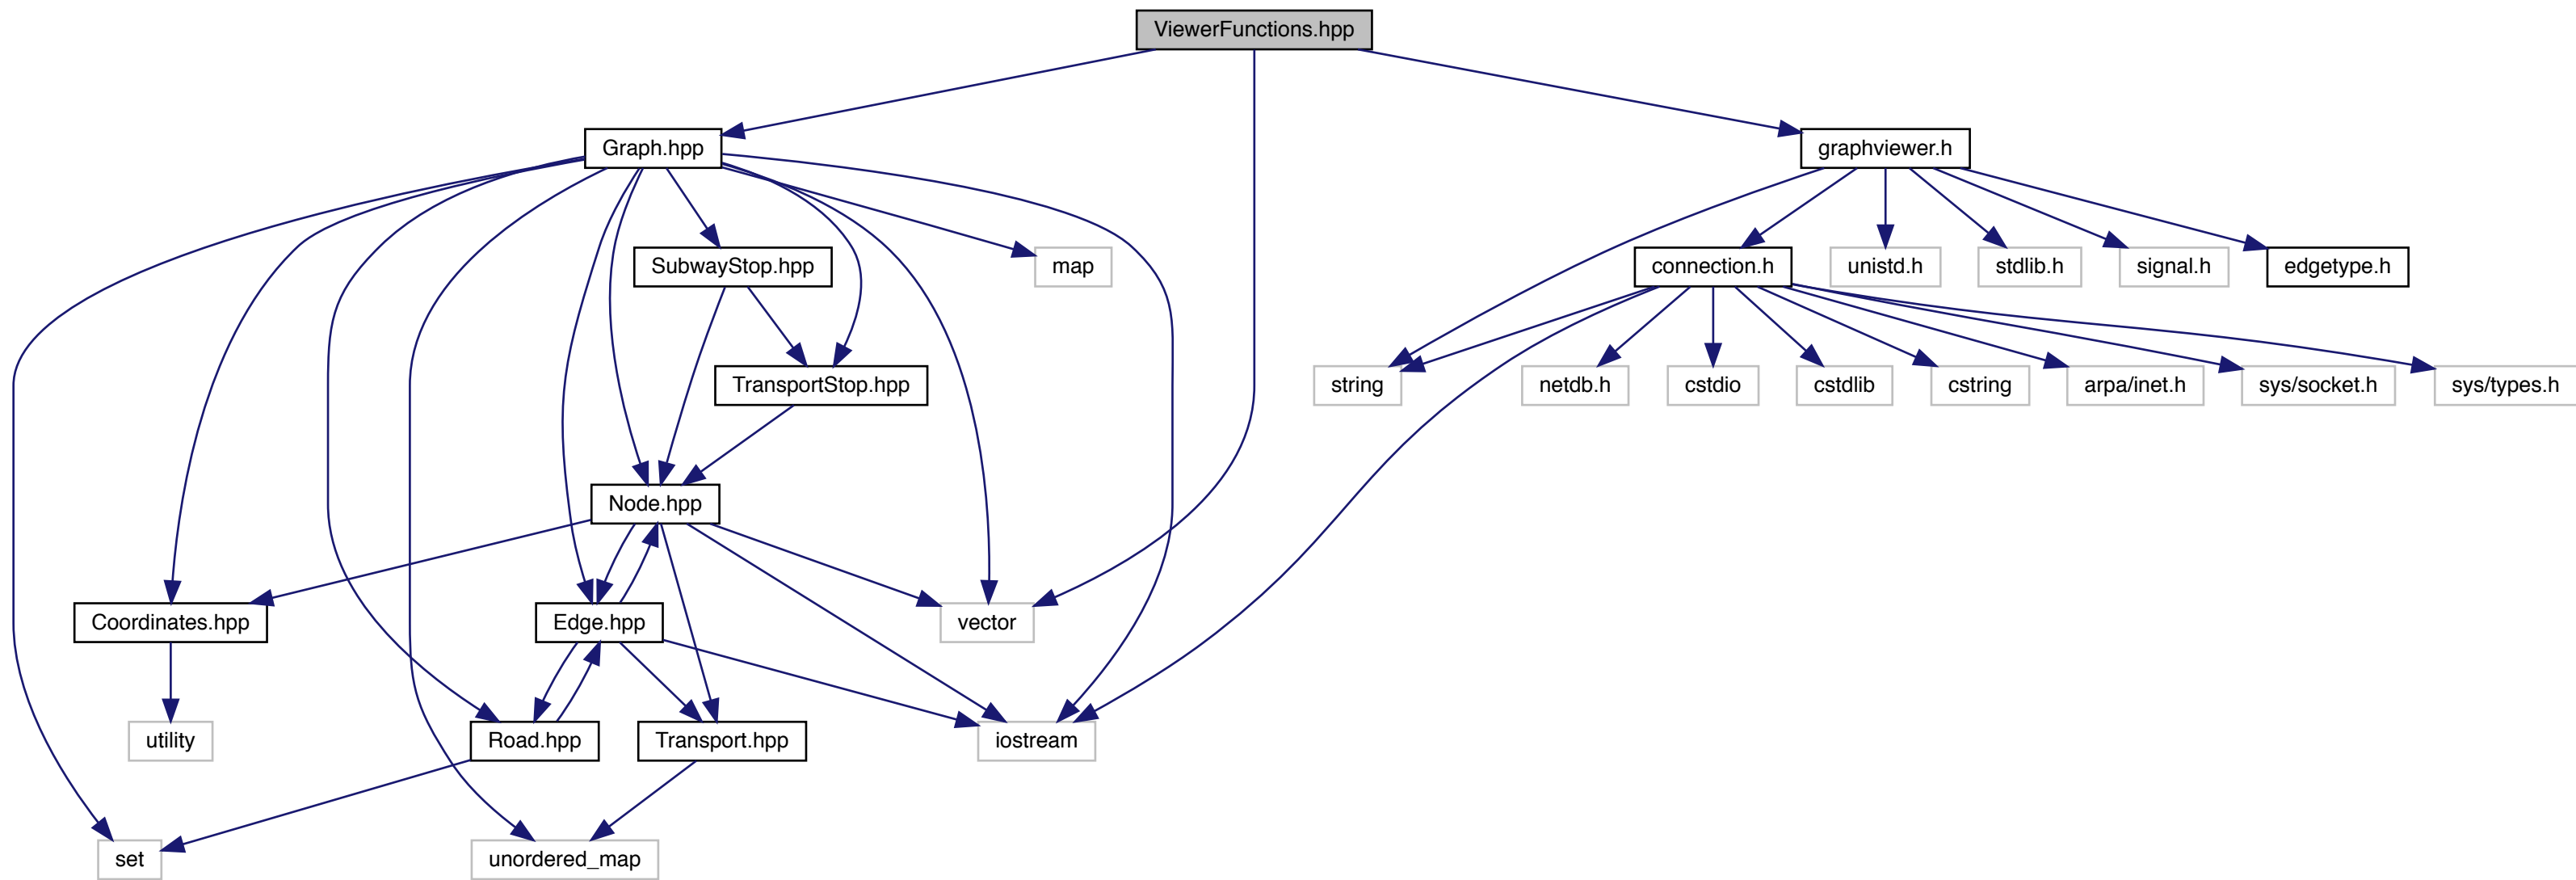 ViewerFunctions.hpp
Graph.hpp
graphviewer.h
SubwayStop.hpp
map
connection.h
unistd.h
stdlib.h
signal.h
edgetype.h
TransportStop.hpp
string
netdb.h
cstdio
cstdlib
cstring
arpa/inet.h
sys/socket.h
sys/types.h
Node.hpp
Coordinates.hpp
Edge.hpp
vector
utility
Road.hpp
Transport.hpp
iostream
set
unordered_map